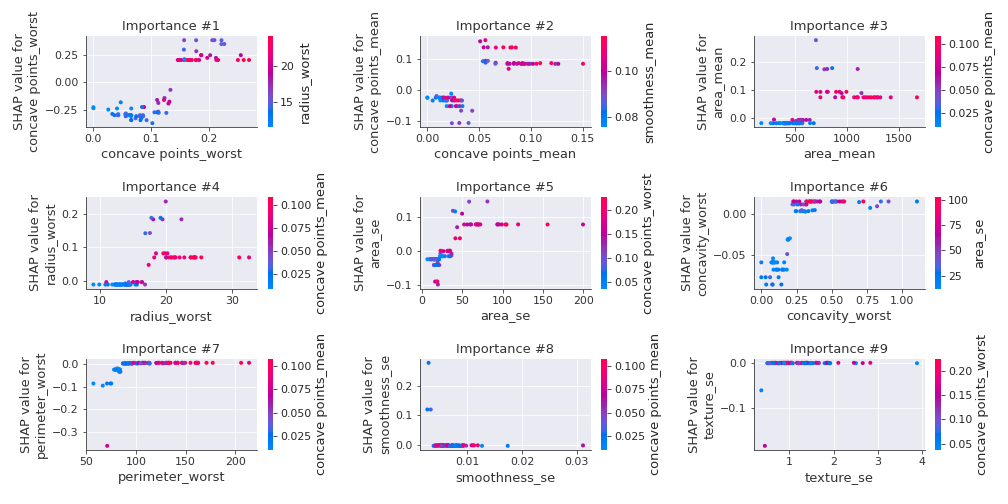 Importance #1
SHAP value for
concave points_worst
0.25
0.00
−0.25
0.0
0.1
0.2
concave points_worst
20
15
radius_worst
Importance #2
SHAP value for
concave points_mean
0.1
0.0
−0.1
0.00
0.05
0.10
0.15
concave points_mean
0.10
0.08
smoothness_mean
Importance #3
SHAP value for
area_mean
0.2
0.1
0.0
500
1000
1500
area_mean
0.100
0.075
0.050
0.025
concave points_mean
Importance #4
SHAP value for
radius_worst
0.2
0.1
0.0
10
20
30
radius_worst
0.100
0.075
0.050
0.025
concave points_mean
Importance #5
SHAP value for
area_se
0.1
0.0
−0.1
0
50
100
150
200
area_se
0.20
0.15
0.10
0.05
concave points_worst
Importance #6
SHAP value for
concavity_worst
0.00
−0.05
0.00
0.25
0.50
0.75
1.00
concavity_worst
100
75
50
25
area_se
Importance #7
SHAP value for
perimeter_worst
0.0
−0.1
−0.2
−0.3
50
100
150
200
perimeter_worst
0.100
0.075
0.050
0.025
concave points_mean
Importance #8
SHAP value for
smoothness_se
0.2
0.1
0.0
0.01
0.02
0.03
smoothness_se
0.100
0.075
0.050
0.025
concave points_mean
Importance #9
SHAP value for
texture_se
0.0
−0.1
1
2
3
4
texture_se
0.20
0.15
0.10
0.05
concave points_worst